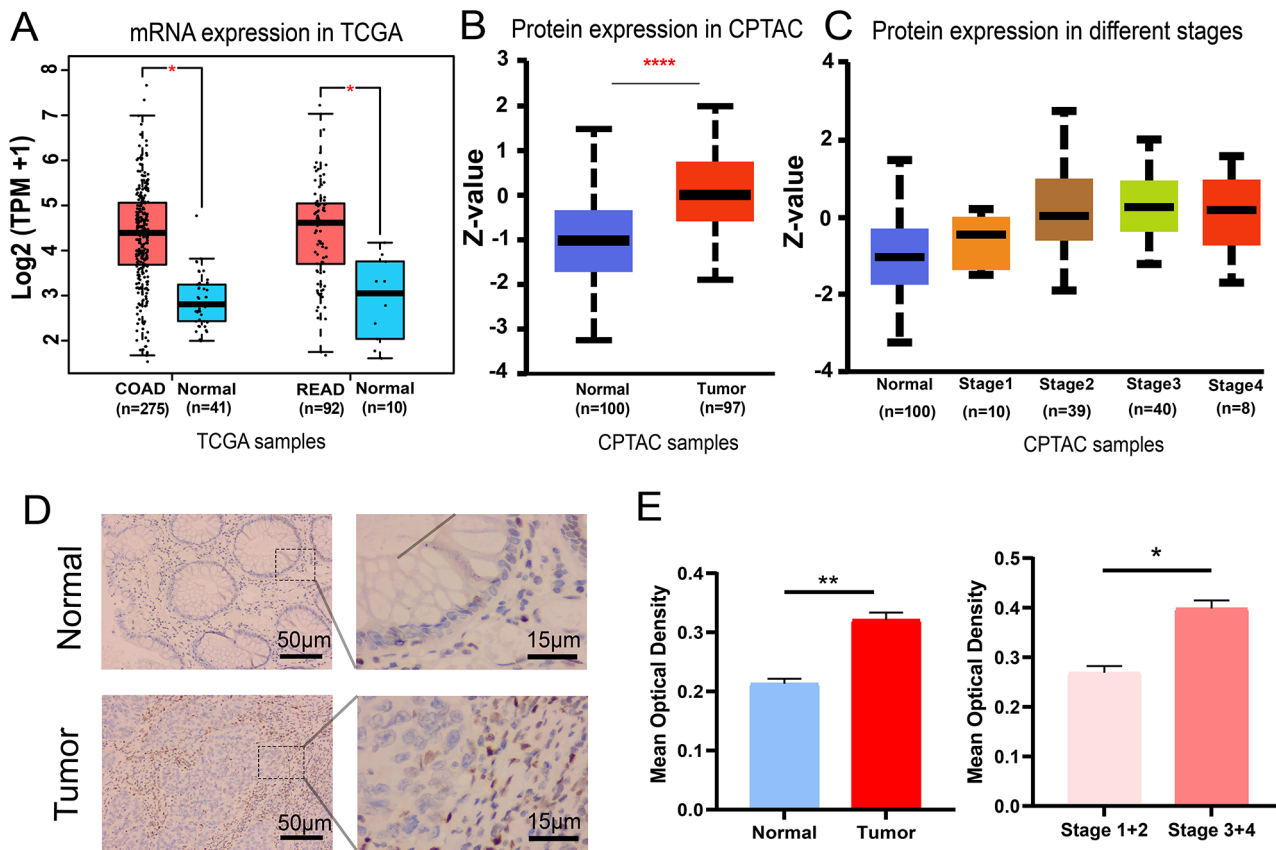 A
mRNA expression in TCGA
Log2 (TPM +1)
8
7
6
5
4
3
2
*
*
COAD
(n=275)
Normal
(n=41)
READ
(n=92)
Normal
(n=10)
TCGA samples
B
Protein expression in CPTAC
Z-value
3
2
1
0
-1
-2
-3
-4
****
Normal
(n=100)
Tumor
(n=97)
CPTAC samples
C
Protein expression in different stages
Z-value
4
2
0
-2
-4
Normal
(n=100)
Stage1
(n=10)
Stage2
(n=39)
Stage3
(n=40)
Stage4
(n=8)
CPTAC samples
D
Normal
50μm
15μm
Tumor
50μm
15μm
E
Mean Optical Density
0.4
0.3
0.2
0.1
0.0
**
Normal
Tumor
Mean Optical Density
0.5
0.4
0.3
0.2
0.1
0.0
*
Stage 1+2
Stage 3+4